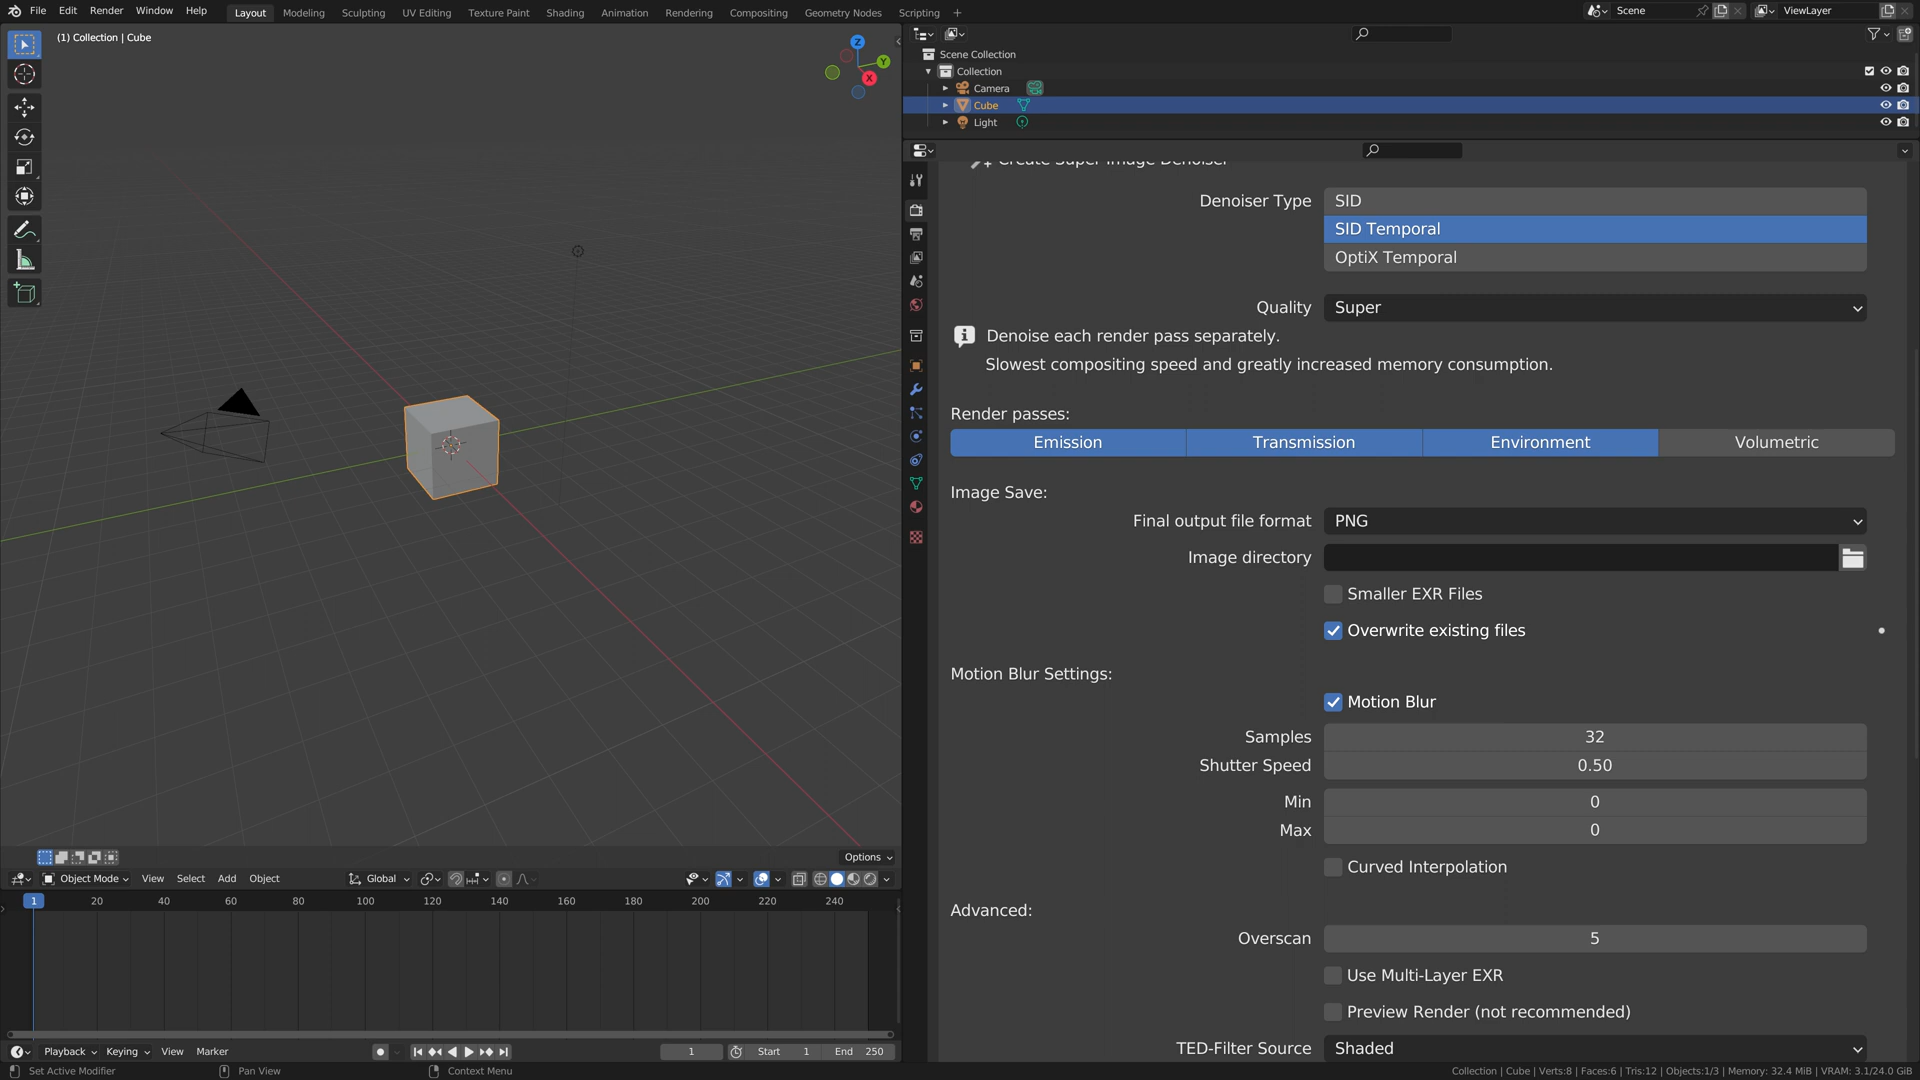 File Edit Render Window Help Layout Modeling Sculpting UV Editing Texture Paint Shading Animation Rendering Compositing Geometry Nodes Scripting + Scene ViewLayer
(1) Collection | Cube
Z
Y
X
Scene Collection
Collection
Camera
Cube
Light
Create Super Image Denoiser
Denoiser Type SID
SID Temporal
OptiX Temporal
Quality Super
Denoise each render pass separately.
Slowest compositing speed and greatly increased memory consumption.
Render passes:
Emission Transmission Environment Volumetric
Image Save:
Final output file format PNG
Image directory
Smaller EXR Files
Overwrite existing files
Motion Blur Settings:
Motion Blur
Samples 32
Shutter Speed 0.50
Min 0
Max 0
Curved Interpolation
Advanced:
Overscan 5
Use Multi-Layer EXR
Preview Render (not recommended)
TED-Filter Source Shaded
Options
Object Mode View Select Add Object Global
1 20 40 60 80 100 120 140 160 180 200 220 240
Playback Keying View Marker 1 Start 1 End 250
Set Active Modifier Pan View Context Menu Collection | Cube | Verts:8 | Faces:6 | Tris:12 | Objects:1/3 | Memory: 32.4 MiB | VRAM: 3.1/24.0 GiB